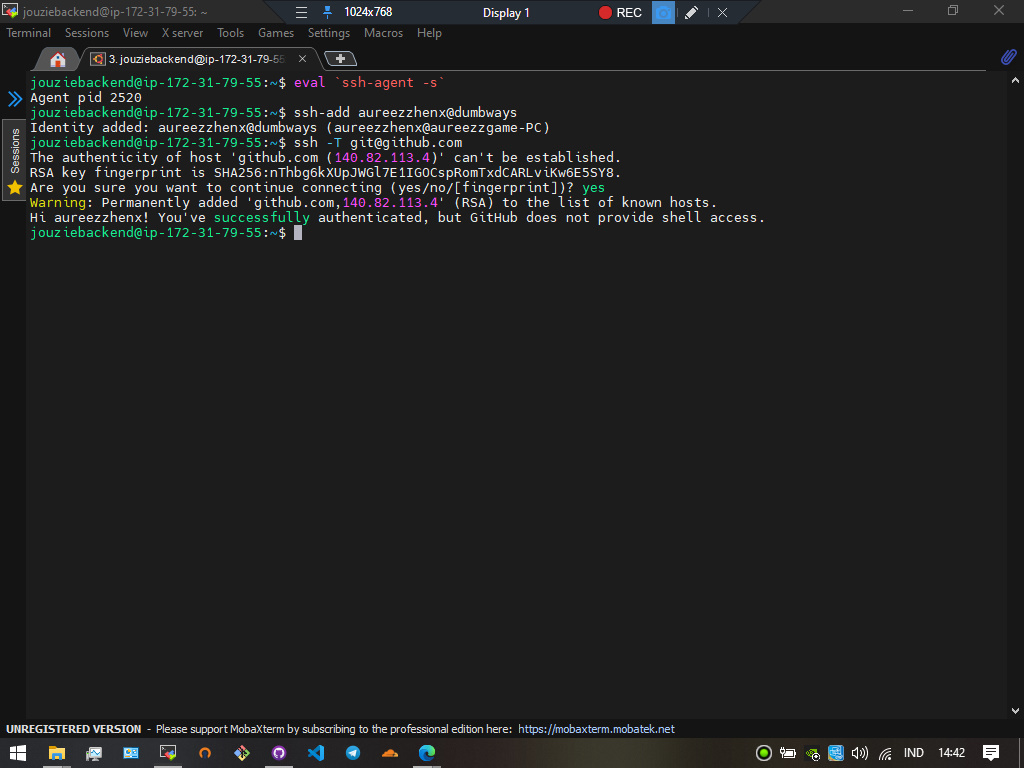 jouziebackend@ip-172-31-79-55: ~
1024x768
Display 1
REC
Terminal Sessions View X server Tools Games Settings Macros Help
3. jouziebackend@ip-172-31-79-55
Sessions
jouziebackend@ip-172-31-79-55:~$ eval `ssh-agent -s`
Agent pid 2520
jouziebackend@ip-172-31-79-55:~$ ssh-add aureezzhenx@dumbways
Identity added: aureezzhenx@dumbways (aureezzhenx@aureezzgame-PC)
jouziebackend@ip-172-31-79-55:~$ ssh -T git@github.com
The authenticity of host 'github.com (140.82.113.4)' can't be established.
RSA key fingerprint is SHA256:nThbg6kXUpJWGl7E1IGOCspRomTxdCARLviKw6E5SY8.
Are you sure you want to continue connecting (yes/no/[fingerprint])? yes
Warning: Permanently added 'github.com,140.82.113.4' (RSA) to the list of known hosts.
Hi aureezzhenx! You've successfully authenticated, but GitHub does not provide shell access.
jouziebackend@ip-172-31-79-55:~$
UNREGISTERED VERSION - Please support MobaXterm by subscribing to the professional edition here: https://mobaxterm.mobatek.net
IND 14:42